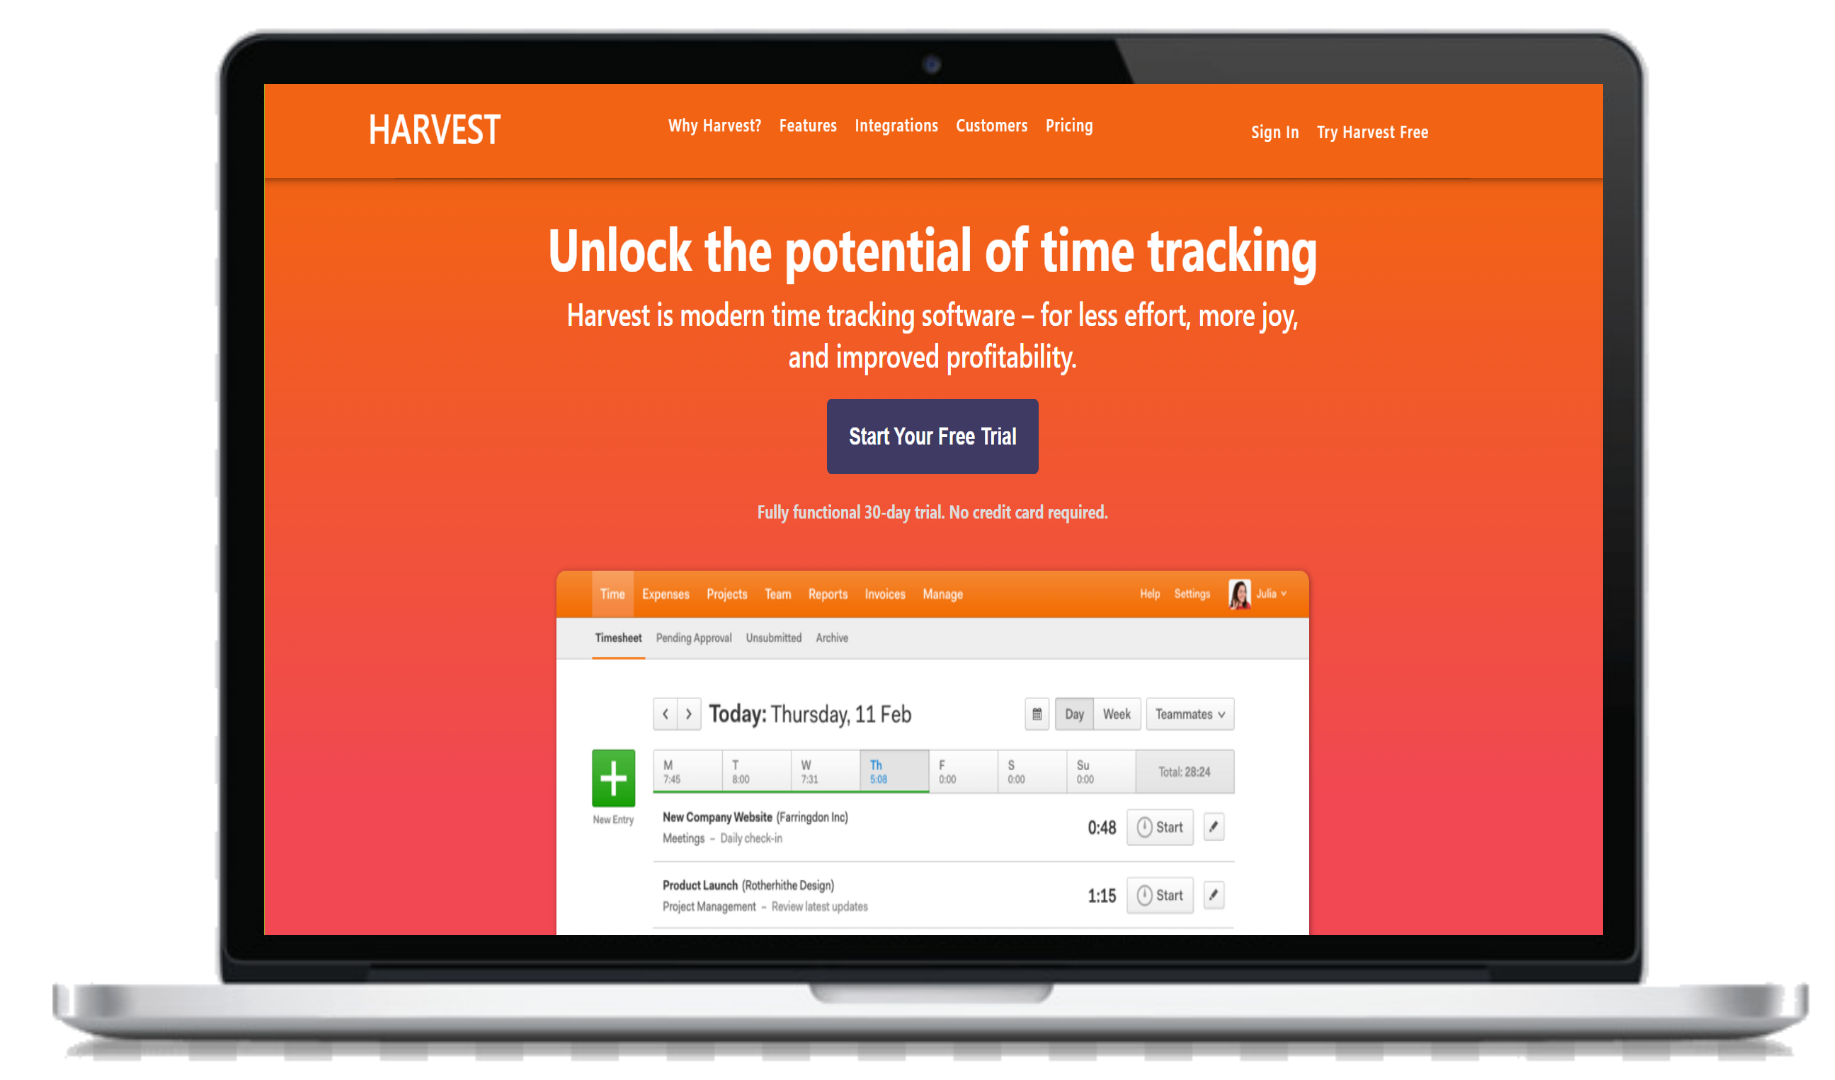 HARVEST
Why Harvest? Features Integrations Customers Pricing
Sign In Try Harvest Free
Unlock the potential of time tracking
Harvest is modern time tracking software – for less effort, more joy,
and improved profitability.
Start Your Free Trial
Fully functional 30-day trial. No credit card required.
Time Expenses Projects Team Reports Invoices Manage Help Settings Julia
Timesheet Pending Approval Unsubmitted Archive
Today: Thursday, 11 Feb Day Week Teammates
M T W Th F S Su
7:45 8:00 7:31 5:08 0:00 0:00 0:00 Total: 28:24
New Entry
New Company Website (Farringdon Inc)
Meetings – Daily check-in
0:48 Start
Product Launch (Rotherhithe Design)
Project Management – Review latest updates
1:15 Start